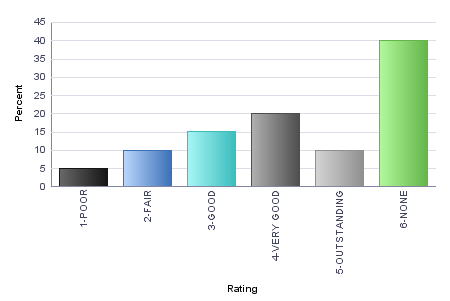 45
40
35
30
25
20
15
10
5
0
Percent
1-POOR
2-FAIR
3-GOOD
4-VERY GOOD
5-OUTSTANDING
6-NONE
Rating